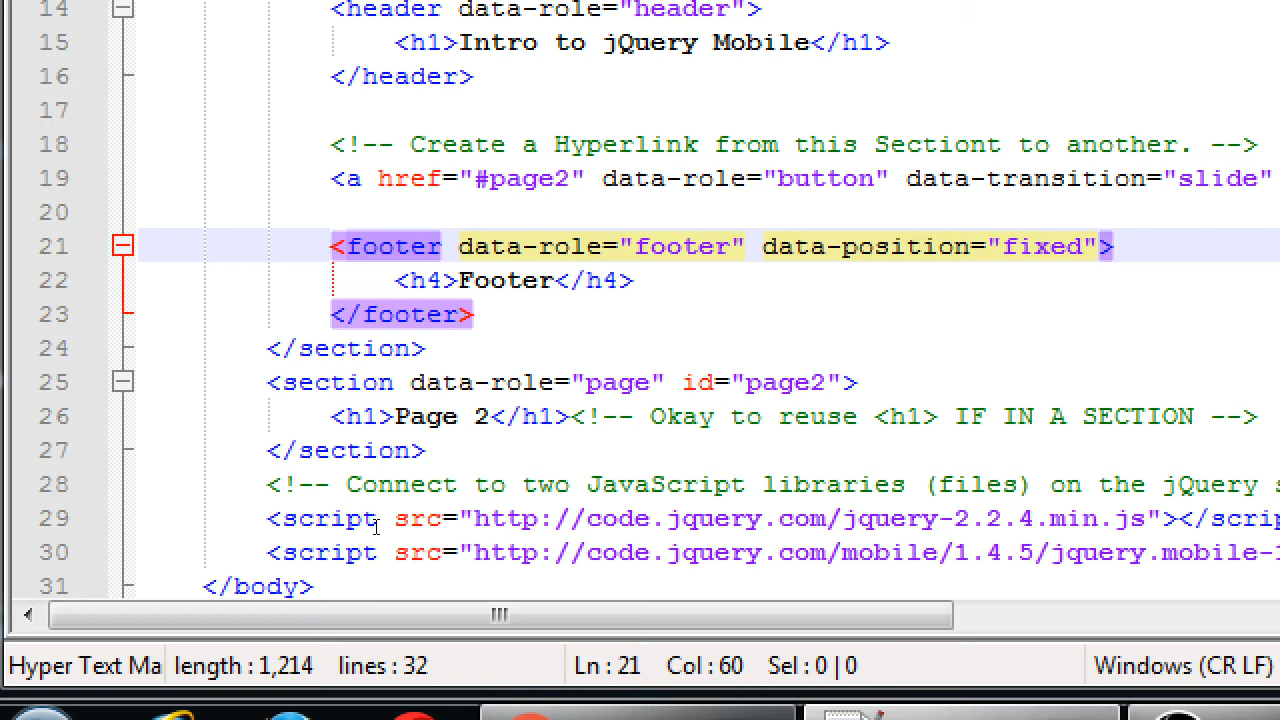 14 <header data-role="header">
15 <h1>Intro to jQuery Mobile</h1>
16 </header>
17
18 <!-- Create a Hyperlink from this Sectiont to another. -->
19 <a href="#page2" data-role="button" data-transition="slide"
20
21 <footer data-role="footer" data-position="fixed">
22 <h4>Footer</h4>
23 </footer>
24 </section>
25 <section data-role="page" id="page2">
26 <h1>Page 2</h1><!-- Okay to reuse <h1> IF IN A SECTION -->
27 </section>
28 <!-- Connect to two JavaScript libraries (files) on the jQuery
29 <script src="http://code.jquery.com/jquery-2.2.4.min.js"></scrip
30 <script src="http://code.jquery.com/mobile/1.4.5/jquery.mobile-1
31 </body>
Hyper Text Ma length : 1,214 lines : 32 Ln : 21 Col : 60 Sel : 0 | 0 Windows (CR LF)